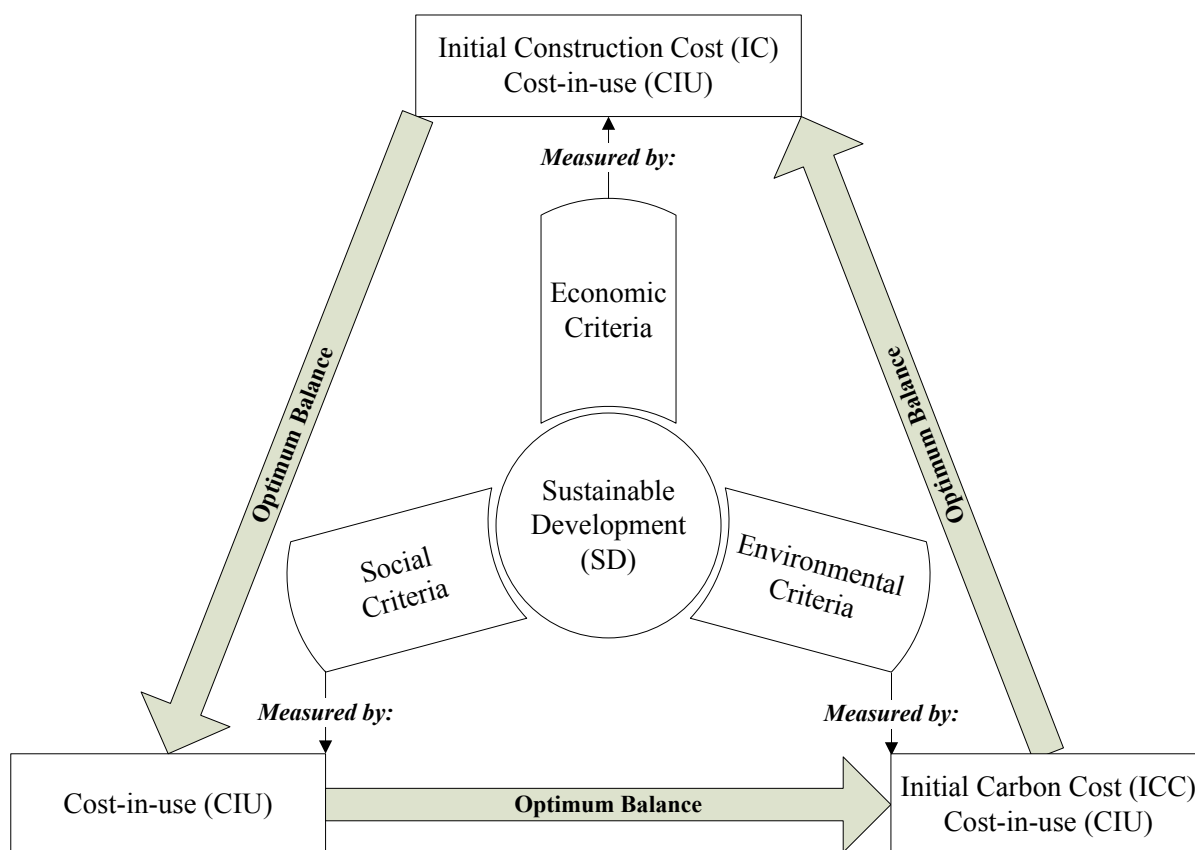 Initial Construction Cost (IC)
Cost-in-use (CIU)
Measured by:
Economic
Criteria
Optimum Balance
Optimum Balance
Sustainable
Development
(SD)
Social
Criteria
Environmental
Criteria
Measured by:
Measured by:
Cost-in-use (CIU)
Optimum Balance
Initial Carbon Cost (ICC)
Cost-in-use (CIU)